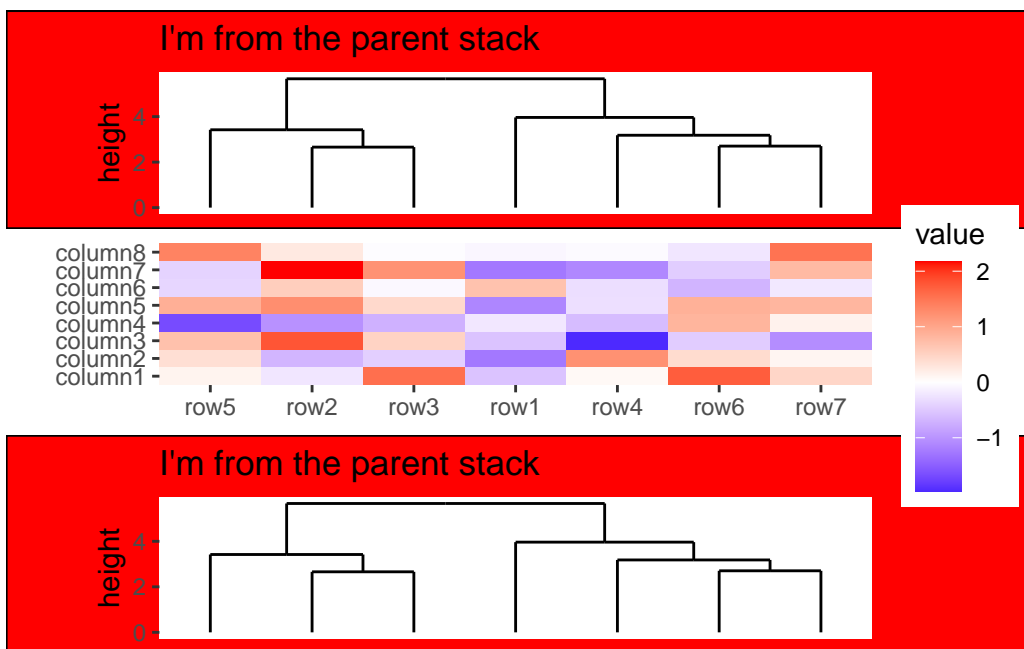 I'm from the parent stack
height
4
2
0
column8
column7
column6
column5
column4
column3
column2
column1
row5 row2 row3 row1 row4 row6 row7
value
2
1
0
−1
I'm from the parent stack
height
4
2
0